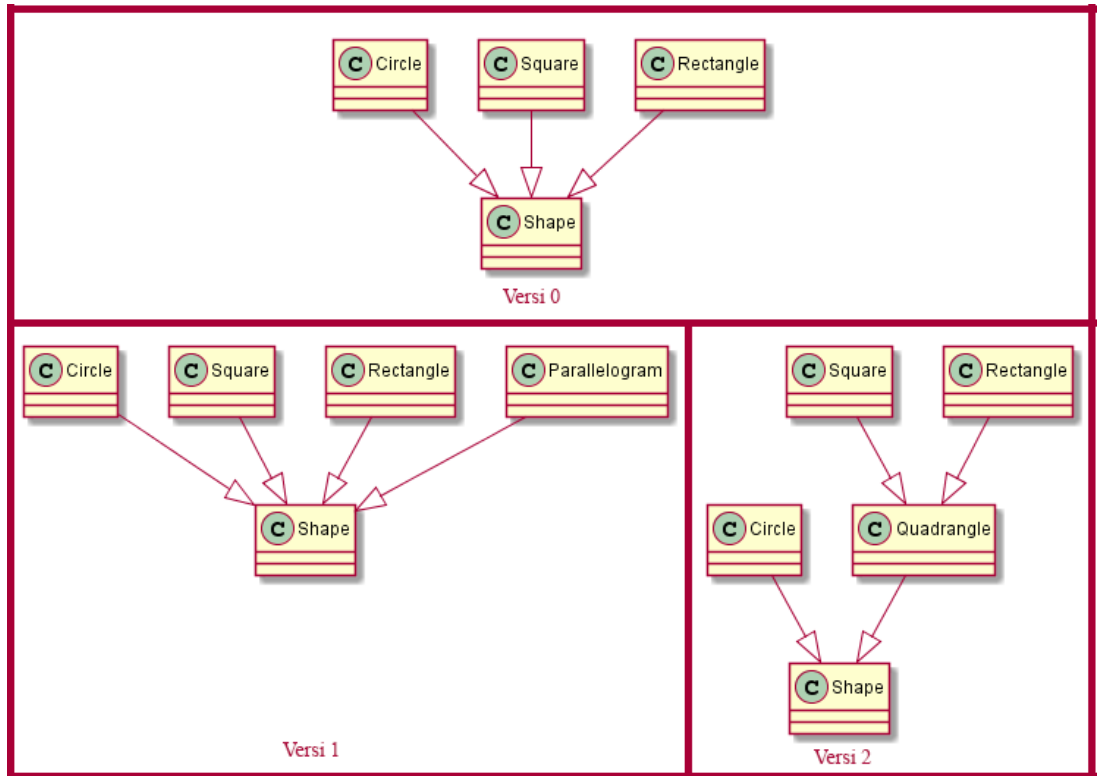 C Circle
C Square
C Rectangle
C Shape
Versi 0
C Circle
C Square
C Rectangle
C Parallelogram
C Shape
Versi 1
C Square
C Rectangle
C Circle
C Quadrangle
C Shape
Versi 2